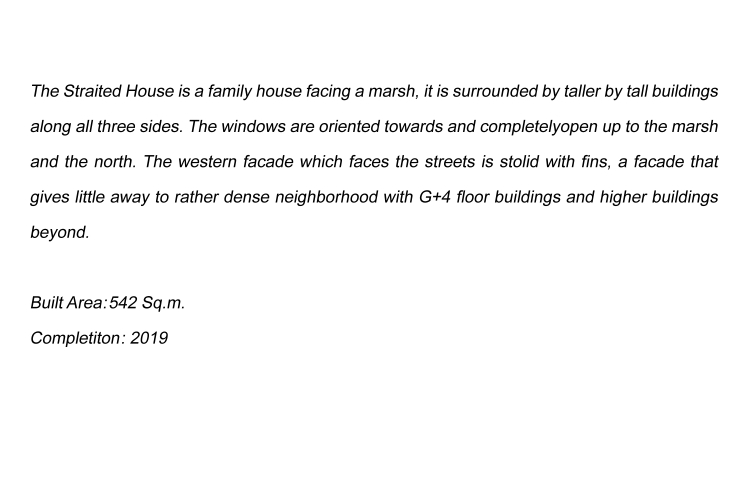 The Straited House is a family house facing a marsh, it is surrounded by taller by tall buildings
along all three sides. The windows are oriented towards and completelyopen up to the marsh
and the north. The western facade which faces the streets is stolid with fins, a facade that
gives little away to rather dense neighborhood with G+4 floor buildings and higher buildings
beyond.
Built Area:542 Sq.m.
Completiton: 2019